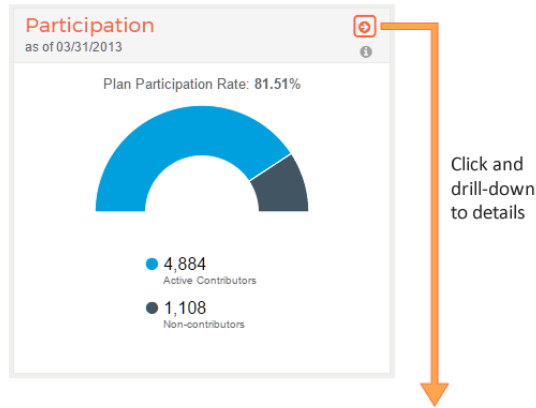 Participation
as of 03/31/2013
Plan Participation Rate: 81.51%
Click and
drill-down
to details
4,884
Active Contributors
1,108
Non-contributors